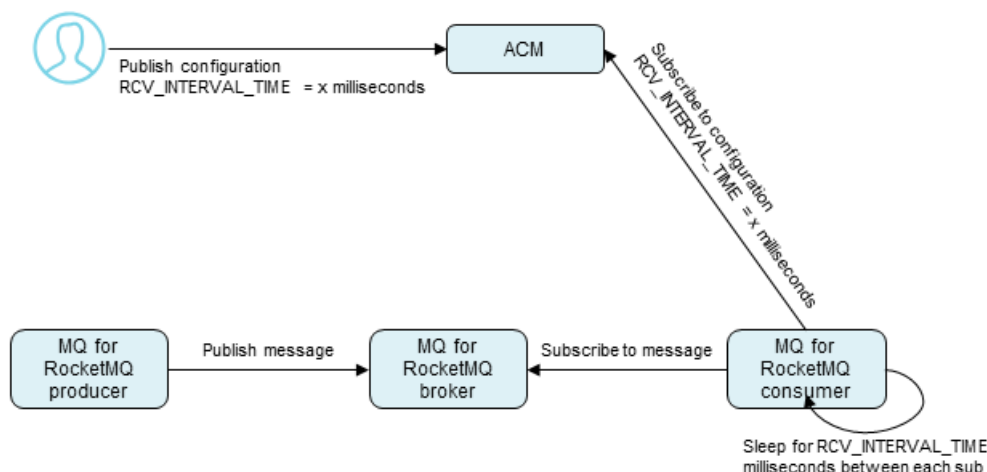 ACM
Publish configuration
RCV_INTERVAL_TIME = x milliseconds
Subscribe to configuration
RCV_INTERVAL_TIME = x milliseconds
MQ for
RocketMQ
producer
Publish message
MQ for
RocketMQ
broker
Subscribe to message
MQ for
RocketMQ
consumer
Sleep for RCV_INTERVAL_TIME
milliseconds between each sub